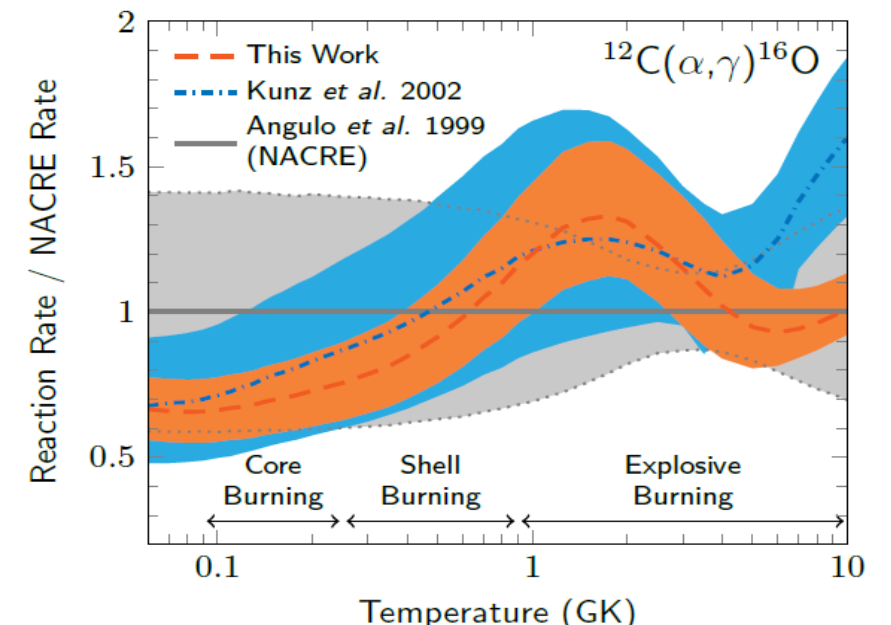 2
1.5
1
0.5
Reaction Rate / NACRE Rate
This Work
Kunz et al. 2002
Angulo et al. 1999
(NACRE)
¹²C(α,γ)¹⁶O
Core
Burning
Shell
Burning
Explosive
Burning
0.1
1
10
Temperature (GK)